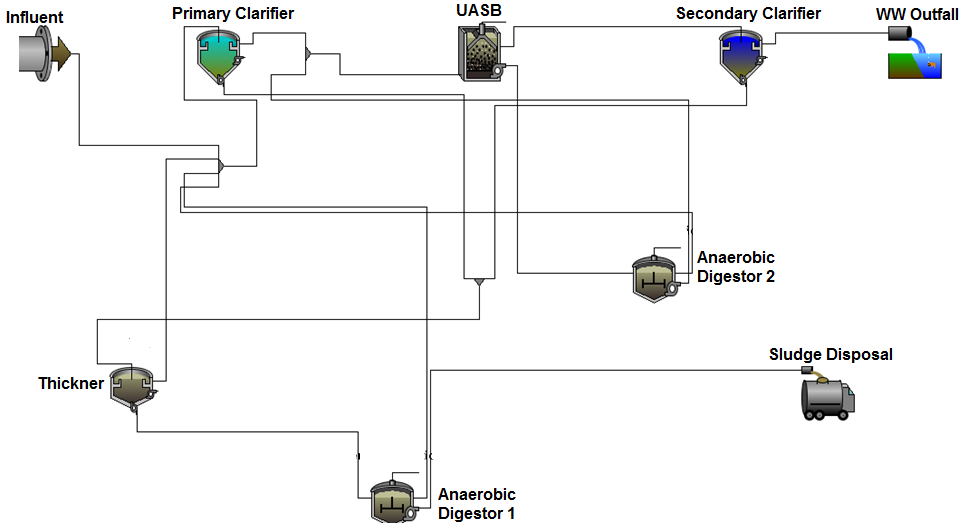 Influent
Primary Clarifier
UASB
Secondary Clarifier
WW Outfall
Anaerobic
Digestor 2
Sludge Disposal
Thickner
Anaerobic
Digestor 1